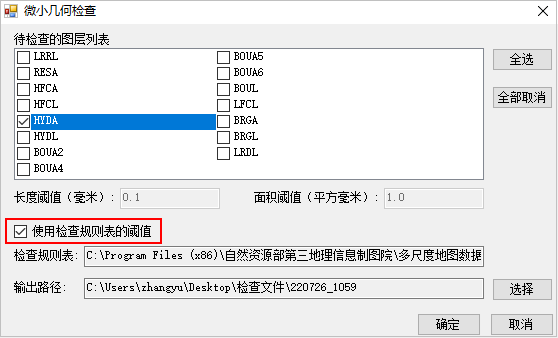 微小几何检查
待检查的图层列表
LRRL BOUA5
RESA BOUA6
HFCA BOUL
HFCL LFCL
HYDA BRGA
HYDL BRGL
BOUA2 LRDL
BOUA4
全选
全部取消
长度阈值（毫米）: 0.1 面积阈值（平方毫米）: 1.0
使用检查规则表的阈值
检查规则表: C:\Program Files (x86)\自然资源部第三地理信息制图院\多尺度地图数据
输出路径: C:\Users\zhangyu\Desktop\检查文件\220726_1059 选择
确定 取消